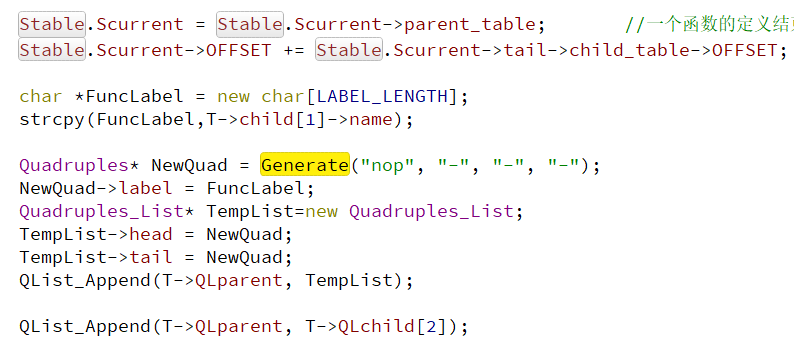 Stable.Scurrent = Stable.Scurrent->parent_table; //一个函数的定义结
Stable.Scurrent->OFFSET += Stable.Scurrent->tail->child_table->OFFSET;
char *FuncLabel = new char[LABEL_LENGTH];
strcpy(FuncLabel,T->child[1]->name);
Quadruples* NewQuad = Generate("nop", "-", "-", "-");
NewQuad->label = FuncLabel;
Quadruples_List* TempList=new Quadruples_List;
TempList->head = NewQuad;
TempList->tail = NewQuad;
QList_Append(T->QLparent, TempList);
QList_Append(T->QLparent, T->QLchild[2]);